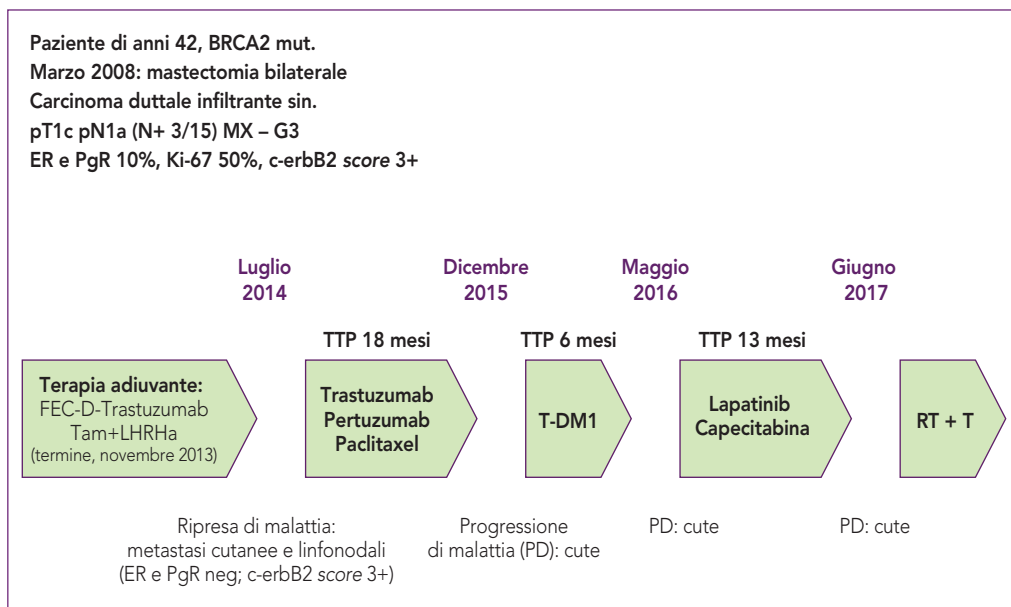 Paziente di anni 42, BRCA2 mut.
Marzo 2008: mastectomia bilaterale
Carcinoma duttale infiltrante sin.
pT1c pN1a (N+ 3/15) MX – G3
ER e PgR 10%, Ki-67 50%, c-erbB2 score 3+
Luglio
2014
Dicembre
2015
Maggio
2016
Giugno
2017
TTP 18 mesi
TTP 6 mesi
TTP 13 mesi
Terapia adiuvante:
FEC-D-Trastuzumab
Tam+LHRHa
(termine, novembre 2013)
Trastuzumab
Pertuzumab
Paclitaxel
T-DM1
Lapatinib
Capecitabina
RT + T
Ripresa di malattia:
metastasi cutanee e linfonodali
(ER e PgR neg; c-erbB2 score 3+)
Progressione
di malattia (PD): cute
PD: cute
PD: cute